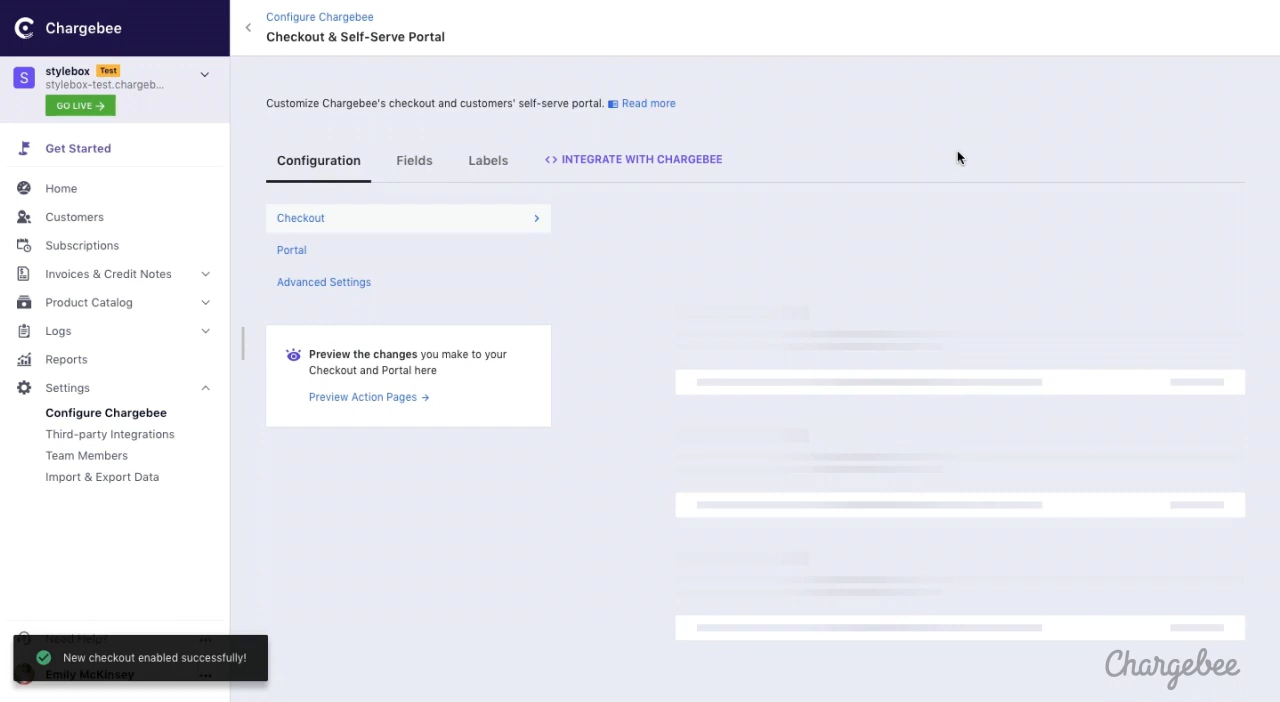 Chargebee
stylebox Test
stylebox-test.chargeb...
GO LIVE →
Get Started
Home
Customers
Subscriptions
Invoices & Credit Notes
Product Catalog
Logs
Reports
Settings
Configure Chargebee
Third-party Integrations
Team Members
Import & Export Data
Need Help?
Emily McKinsey
New checkout enabled successfully!
Configure Chargebee
Checkout & Self-Serve Portal
Customize Chargebee's checkout and customers' self-serve portal. Read more
Configuration Fields Labels <> INTEGRATE WITH CHARGEBEE
Checkout
Portal
Advanced Settings
Preview the changes you make to your
Checkout and Portal here
Preview Action Pages →
Chargebee